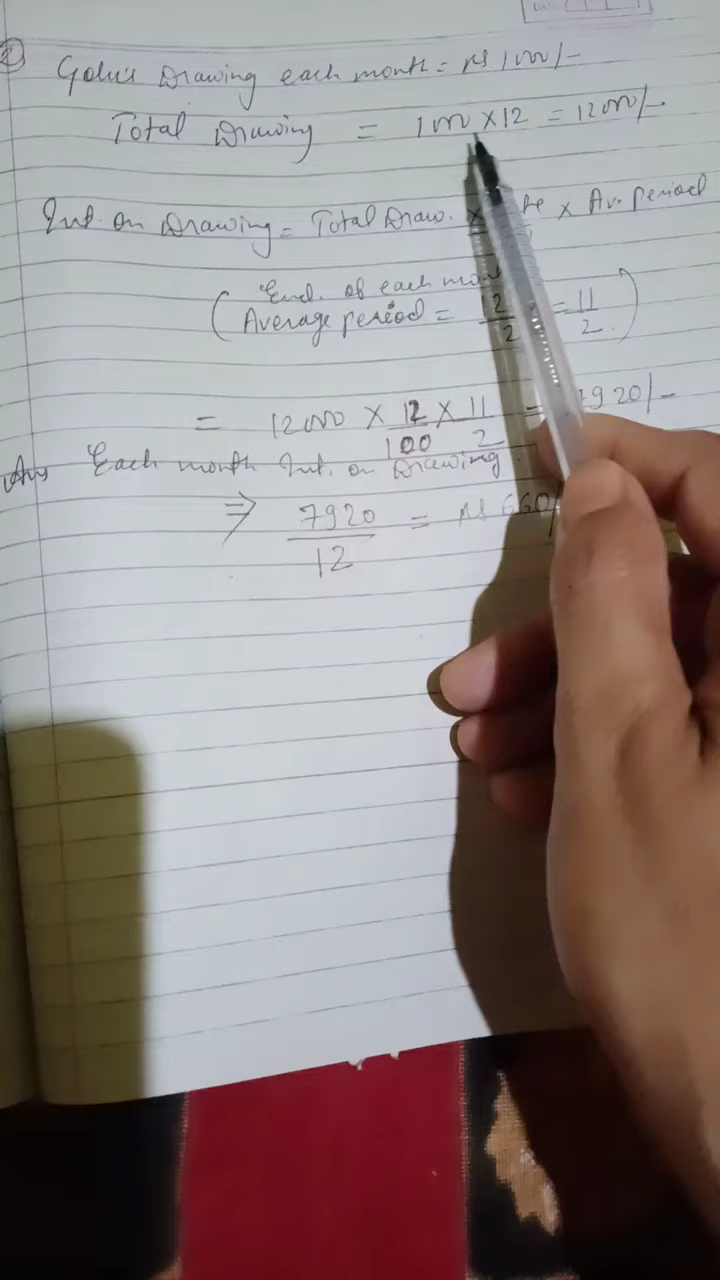 2
Golu's Drawing each month = Rs 1000/-
Total Drawing = 1000 × 12 = 12000/-
Int. on Drawing = Total Draw. × × Av. period
( End. of each
Average period = 12 = 11 )
2 2
= 12000 × 12 × 11 = 7920/-
100 2
Ans Each month Int. on Drawing.
⇒ 7920 = Rs 660/
12